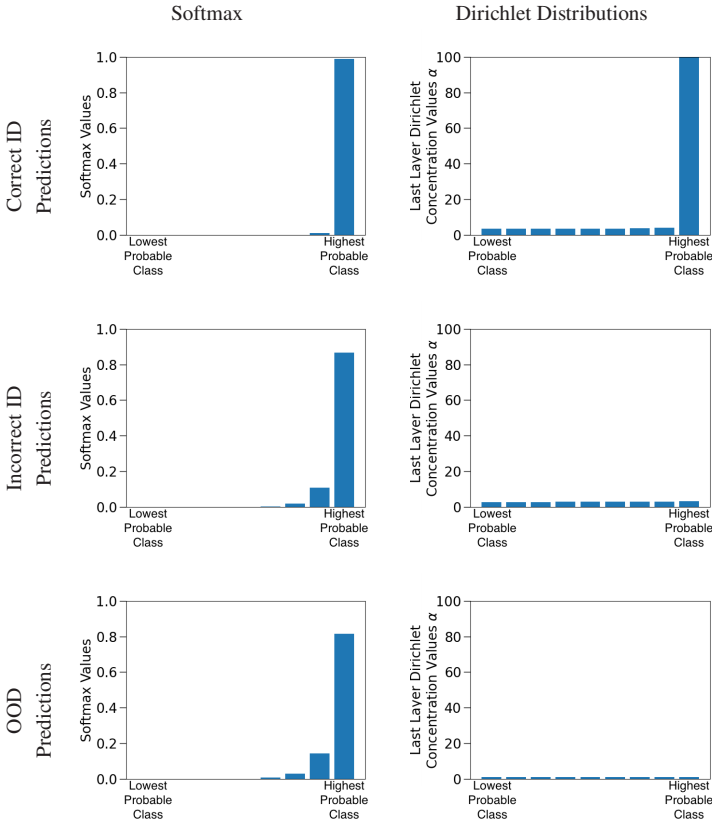 Softmax
Dirichlet Distributions
Correct ID
Predictions
Softmax Values
1.0
0.8
0.6
0.4
0.2
0.0
Lowest
Probable
Class
Highest
Probable
Class
Last Layer Dirichlet
Concentration Values α
100
80
60
40
20
0
Lowest
Probable
Class
Highest
Probable
Class
Incorrect ID
Predictions
Softmax Values
1.0
0.8
0.6
0.4
0.2
0.0
Lowest
Probable
Class
Highest
Probable
Class
Last Layer Dirichlet
Concentration Values α
100
80
60
40
20
0
Lowest
Probable
Class
Highest
Probable
Class
OOD
Predictions
Softmax Values
1.0
0.8
0.6
0.4
0.2
0.0
Lowest
Probable
Class
Highest
Probable
Class
Last Layer Dirichlet
Concentration Values α
100
80
60
40
20
0
Lowest
Probable
Class
Highest
Probable
Class